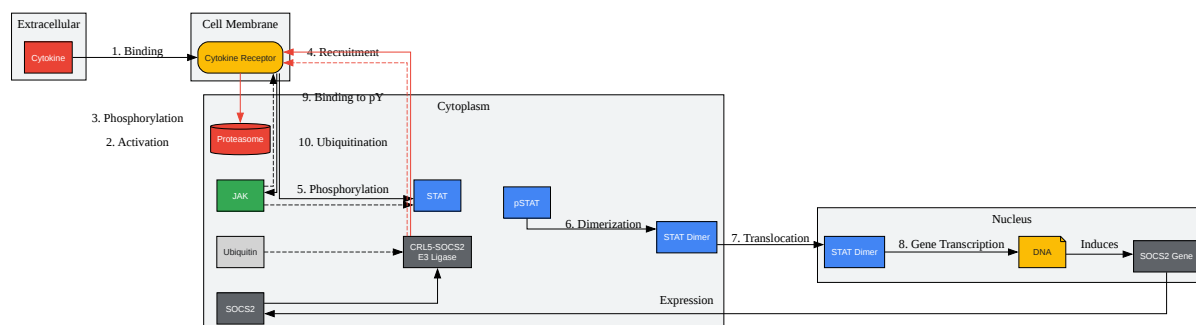 Extracellular
Cell Membrane
Cytokine
1. Binding
Cytokine Receptor
4. Recruitment
9. Binding to pY
Cytoplasm
3. Phosphorylation
2. Activation
Proteasome
10. Ubiquitination
JAK
5. Phosphorylation
STAT
pSTAT
6. Dimerization
STAT Dimer
7. Translocation
Nucleus
STAT Dimer
8. Gene Transcription
DNA
Induces
SOCS2 Gene
Ubiquitin
CRL5-SOCS2
E3 Ligase
SOCS2
Expression